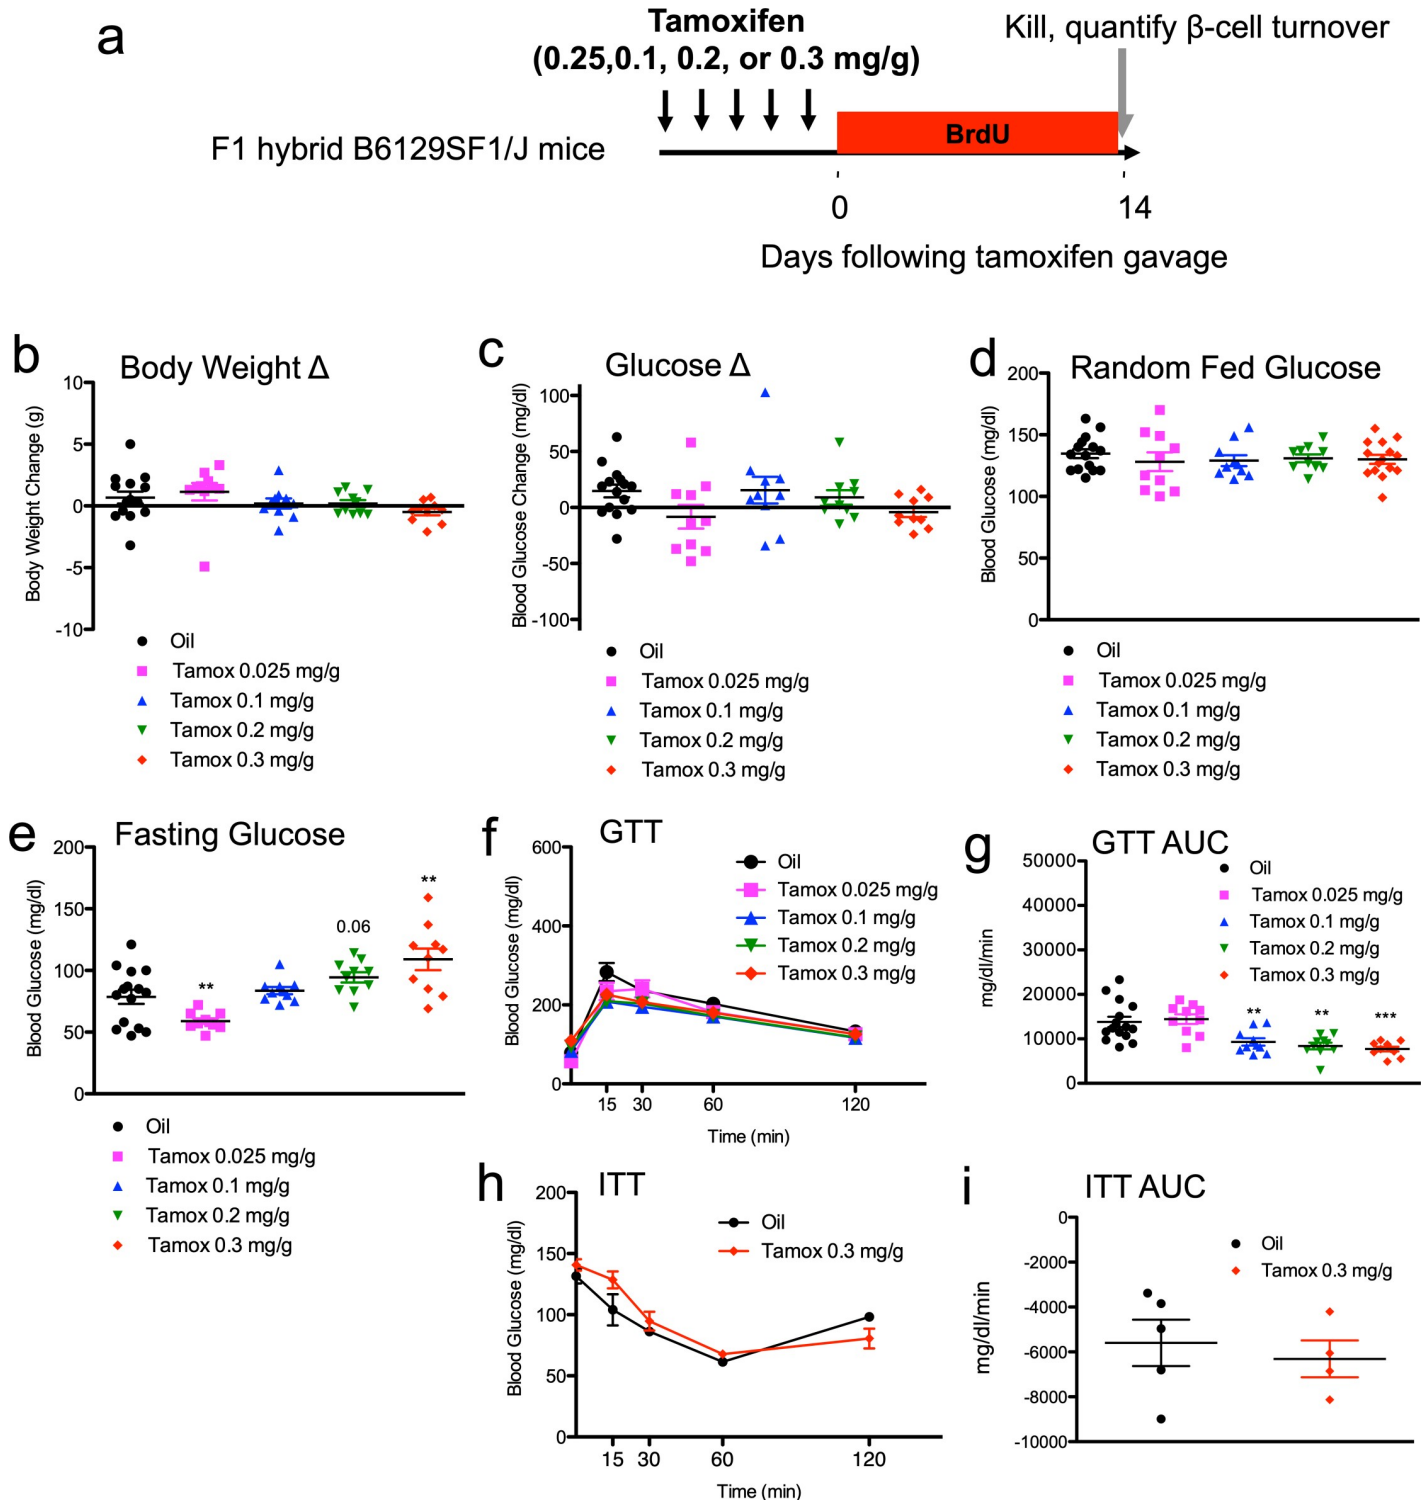 a
Tamoxifen
(0.25,0.1, 0.2, or 0.3 mg/g)
Kill, quantify β-cell turnover
F1 hybrid B6129SF1/J mice
BrdU
0
14
Days following tamoxifen gavage
b
Body Weight Δ
Body Weight Change (g)
10
5
0
-5
-10
Oil
Tamox 0.025 mg/g
Tamox 0.1 mg/g
Tamox 0.2 mg/g
Tamox 0.3 mg/g
c
Glucose Δ
Blood Glucose Change (mg/dl)
100
50
0
-50
-100
Oil
Tamox 0.025 mg/g
Tamox 0.1 mg/g
Tamox 0.2 mg/g
Tamox 0.3 mg/g
d
Random Fed Glucose
Blood Glucose (mg/dl)
200
150
100
50
0
Oil
Tamox 0.025 mg/g
Tamox 0.1 mg/g
Tamox 0.2 mg/g
Tamox 0.3 mg/g
e
Fasting Glucose
Blood Glucose (mg/dl)
200
150
100
50
0
**
0.06
**
Oil
Tamox 0.025 mg/g
Tamox 0.1 mg/g
Tamox 0.2 mg/g
Tamox 0.3 mg/g
f
GTT
Blood Glucose (mg/dl)
600
400
200
0
Oil
Tamox 0.025 mg/g
Tamox 0.1 mg/g
Tamox 0.2 mg/g
Tamox 0.3 mg/g
15 30 60 120
Time (min)
g
GTT AUC
mg/dl/min
50000
40000
30000
20000
10000
0
Oil
Tamox 0.025 mg/g
Tamox 0.1 mg/g
Tamox 0.2 mg/g
Tamox 0.3 mg/g
** ** ***
h
ITT
Blood Glucose (mg/dl)
200
150
100
50
0
Oil
Tamox 0.3 mg/g
15 30 60 120
Time (min)
i
ITT AUC
mg/dl/min
0
-2000
-4000
-6000
-8000
-10000
Oil
Tamox 0.3 mg/g